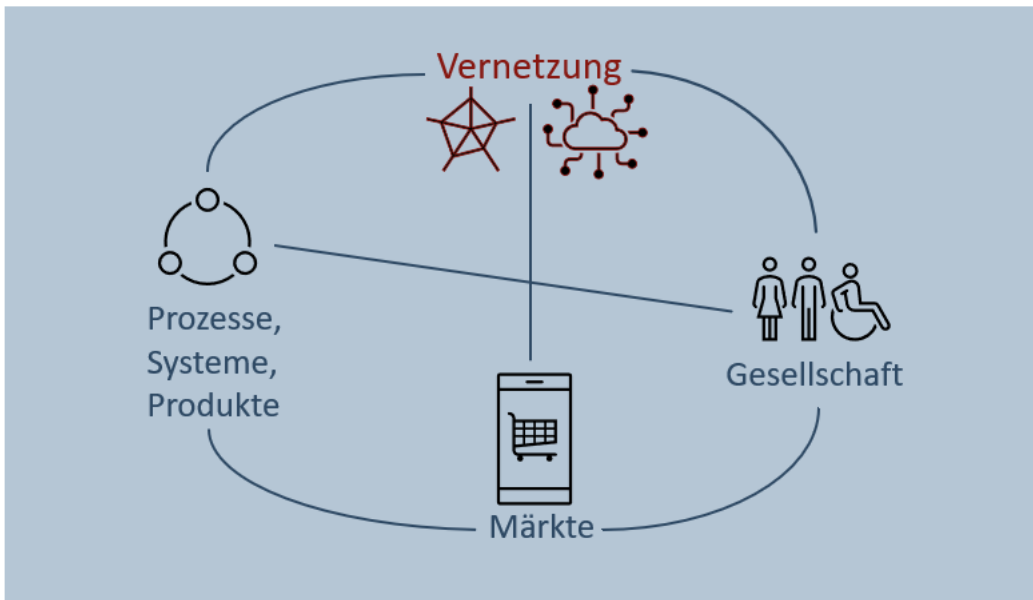 Vernetzung
Prozesse,
Systeme,
Produkte
Gesellschaft
Märkte